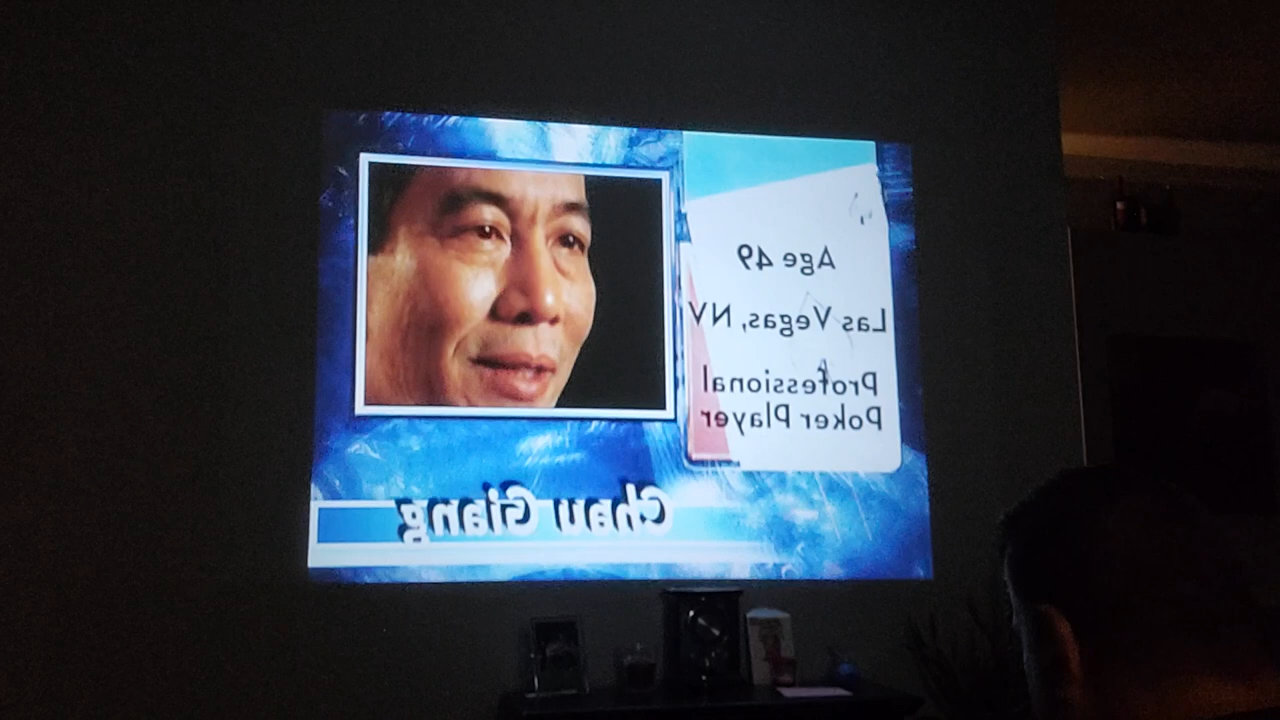 Age 49
Las Vegas, NV
Professional
Poker Player
Chau Giang